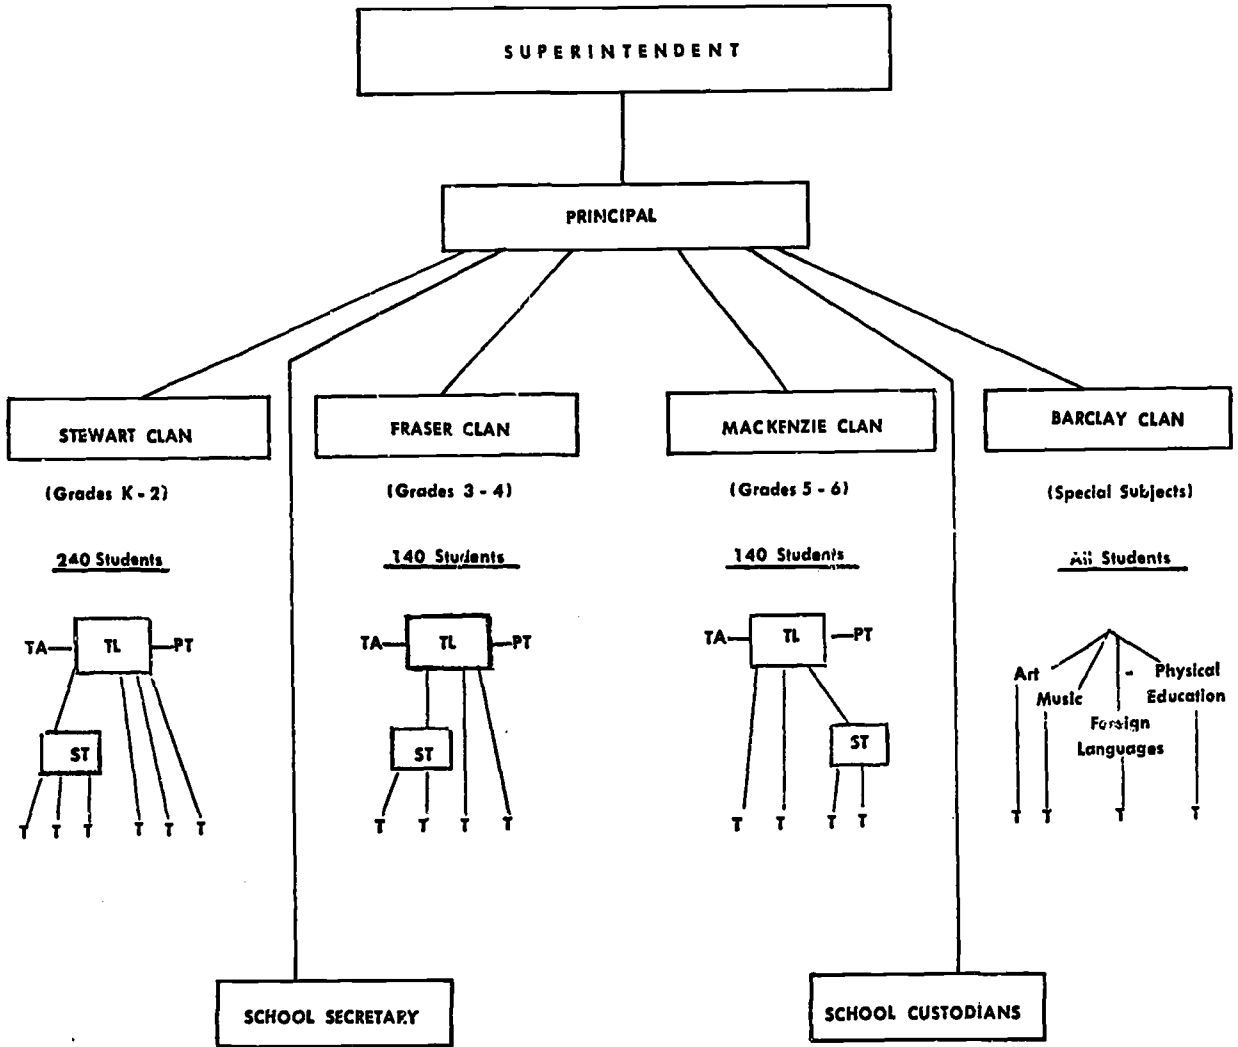 SUPERINTENDENT
PRINCIPAL
STEWART CLAN
FRASER CLAN
MACKENZIE CLAN
BARCLAY CLAN
(Grades K - 2)
(Grades 3 - 4)
(Grades 5 - 6)
(Special Subjects)
240 Students
140 Students
140 Students
All Students
TA TL PT
TA TL PT
TA TL PT
Art
Music
Foreign
Languages
Physical
Education
ST
ST
ST
T T T T T T
T T T T
T T T T
T T T T
SCHOOL SECRETARY
SCHOOL CUSTODIANS